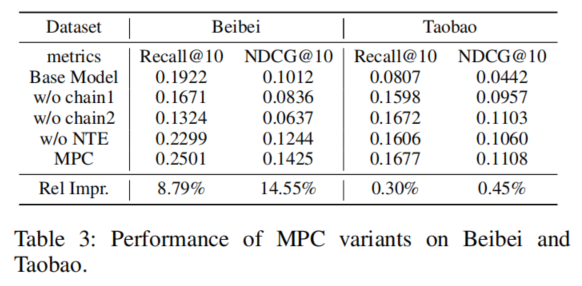 Dataset Beibei Taobao
metrics Recall@10 NDCG@10 Recall@10 NDCG@10
Base Model 0.1922 0.1012 0.0807 0.0442
w/o chain1 0.1671 0.0836 0.1598 0.0957
w/o chain2 0.1324 0.0637 0.1672 0.1103
w/o NTE 0.2299 0.1244 0.1606 0.1060
MPC 0.2501 0.1425 0.1677 0.1108
Rel Impr. 8.79% 14.55% 0.30% 0.45%
Table 3: Performance of MPC variants on Beibei and
Taobao.